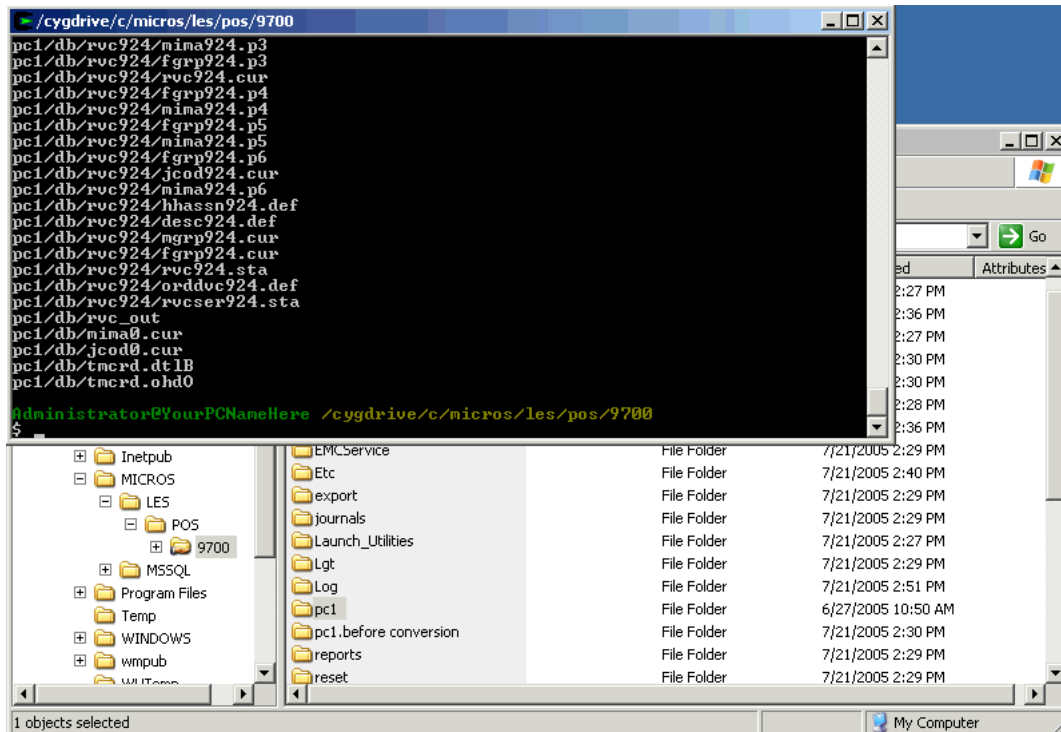 /cygdrive/c/micros/les/pos/9700
pc1/db/rvc924/mima924.p3
pc1/db/rvc924/fgrp924.p3
pc1/db/rvc924/rvc924.cur
pc1/db/rvc924/fgrp924.p4
pc1/db/rvc924/mima924.p4
pc1/db/rvc924/fgrp924.p5
pc1/db/rvc924/mima924.p5
pc1/db/rvc924/fgrp924.p6
pc1/db/rvc924/jcod924.cur
pc1/db/rvc924/mima924.p6
pc1/db/rvc924/hhassn924.def
pc1/db/rvc924/desc924.def
pc1/db/rvc924/mgrp924.cur
pc1/db/rvc924/fgrp924.cur
pc1/db/rvc924/rvc924.sta
pc1/db/rvc924/orddvc924.def
pc1/db/rvc924/rvcser924.sta
pc1/db/rvc_out
pc1/db/mima0.cur
pc1/db/jcod0.cur
pc1/db/tmcrd.dtlB
pc1/db/tmcrd.ohdO
Administrator@YourPCNameHere /cygdrive/c/micros/les/pos/9700
$ _
Go
ed Attributes
2:27 PM
2:36 PM
2:27 PM
2:30 PM
2:30 PM
2:28 PM
2:36 PM
Inetpub
MICROS
LES
POS
9700
MSSQL
Program Files
Temp
WINDOWS
wmpub
WUTemp
EMCService File Folder 7/21/2005 2:29 PM
Etc File Folder 7/21/2005 2:40 PM
export File Folder 7/21/2005 2:29 PM
journals File Folder 7/21/2005 2:29 PM
Launch_Utilities File Folder 7/21/2005 2:27 PM
Lgt File Folder 7/21/2005 2:29 PM
Log File Folder 7/21/2005 2:51 PM
pc1 File Folder 6/27/2005 10:50 AM
pc1.before conversion File Folder 7/21/2005 2:30 PM
reports File Folder 7/21/2005 2:29 PM
reset File Folder 7/21/2005 2:29 PM
1 objects selected
My Computer